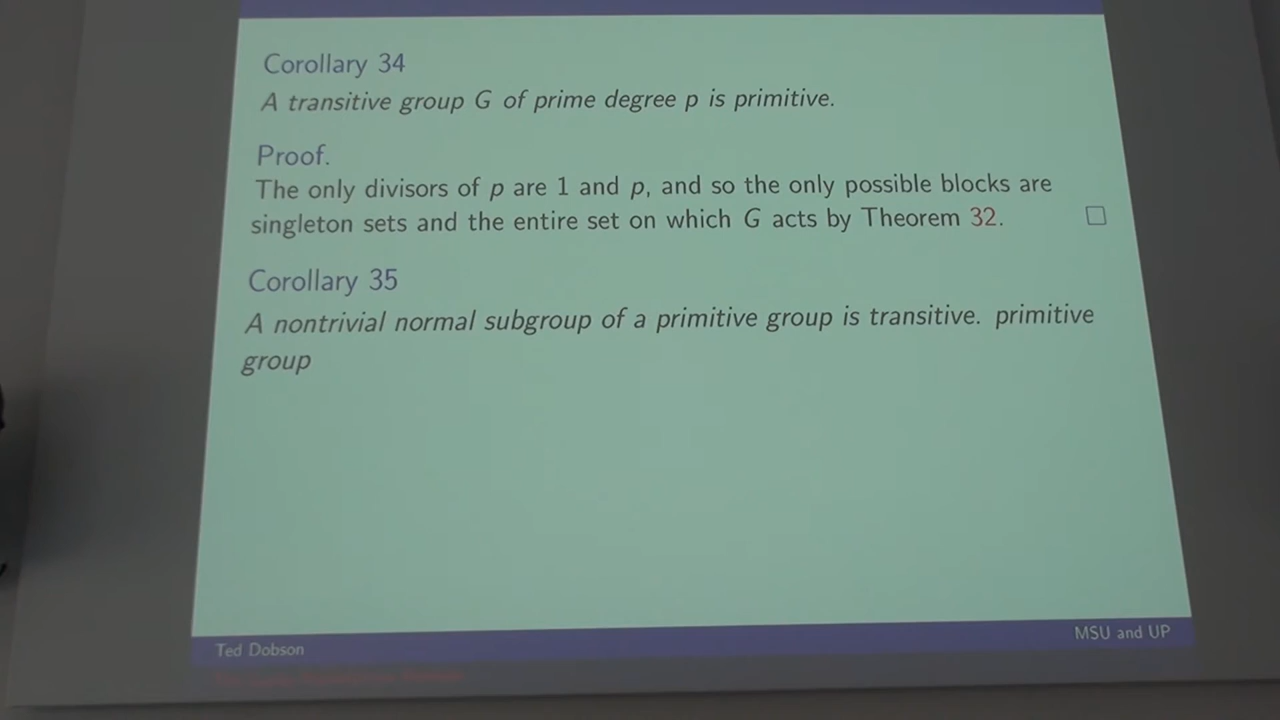 Corollary 34
A transitive group G of prime degree p is primitive.
Proof.
The only divisors of p are 1 and p, and so the only possible blocks are
singleton sets and the entire set on which G acts by Theorem 32.
Corollary 35
A nontrivial normal subgroup of a primitive group is transitive. primitive
group
Ted Dobson
MSU and UP